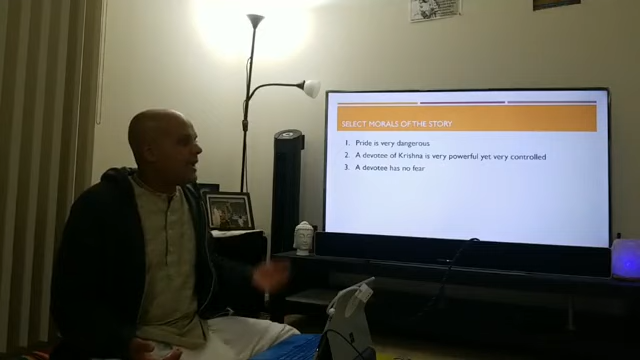 SELECT MORALS OF THE STORY
1. Pride is very dangerous
2. A devotee of Krishna is very powerful yet very controlled
3. A devotee has no fear